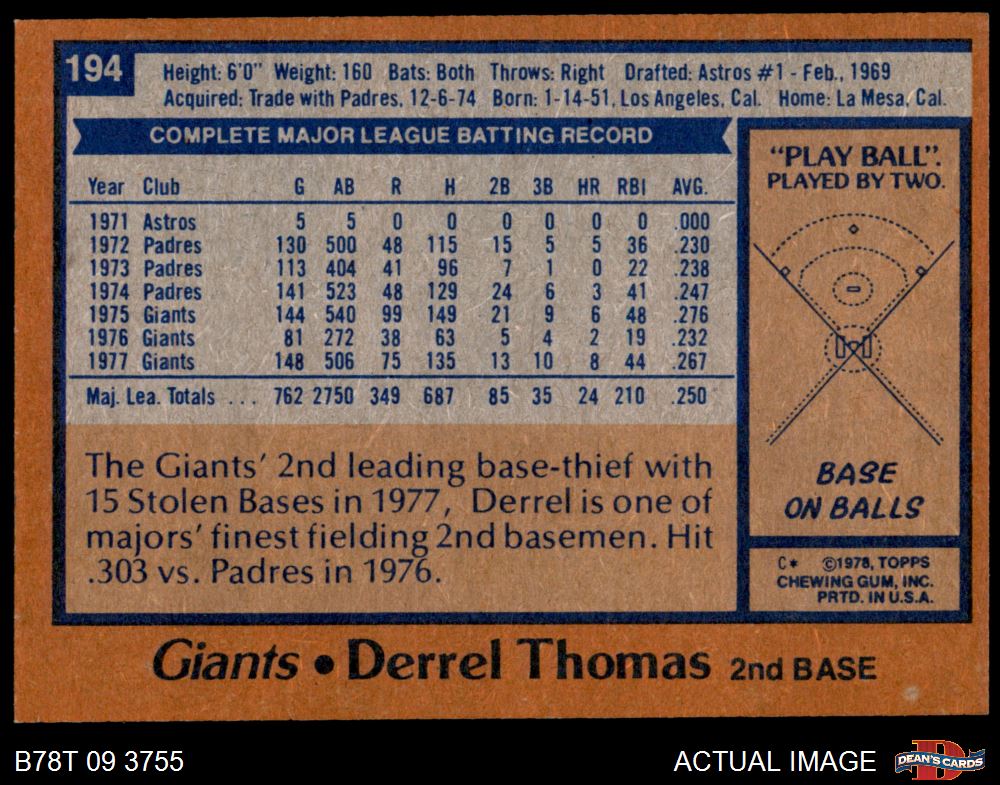 194
Height: 6'0" Weight: 160 Bats: Both Throws: Right Drafted: Astros #1 - Feb., 1969
Acquired: Trade with Padres, 12-6-74 Born: 1-14-51, Los Angeles, Cal. Home: La Mesa, Cal.
COMPLETE MAJOR LEAGUE BATTING RECORD
Year Club G AB R H 2B 3B HR RBI AVG.
1971 Astros 5 5 0 0 0 0 0 0 .000
1972 Padres 130 500 48 115 15 5 5 36 .230
1973 Padres 113 404 41 96 7 1 0 22 .238
1974 Padres 141 523 48 129 24 6 3 41 .247
1975 Giants 144 540 99 149 21 9 6 48 .276
1976 Giants 81 272 38 63 5 4 2 19 .232
1977 Giants 148 506 75 135 13 10 8 44 .267
Maj. Lea. Totals . . . 762 2750 349 687 85 35 24 210 .250
The Giants' 2nd leading base-thief with
15 Stolen Bases in 1977, Derrel is one of
majors' finest fielding 2nd basemen. Hit
.303 vs. Padres in 1976.
"PLAY BALL".
PLAYED BY TWO.
BASE
ON BALLS
C* ©1978, TOPPS
CHEWING GUM, INC.
PRTD. IN U.S.A.
Giants • Derrel Thomas 2nd BASE
B78T 09 3755
ACTUAL IMAGE
DEAN'S CARDS